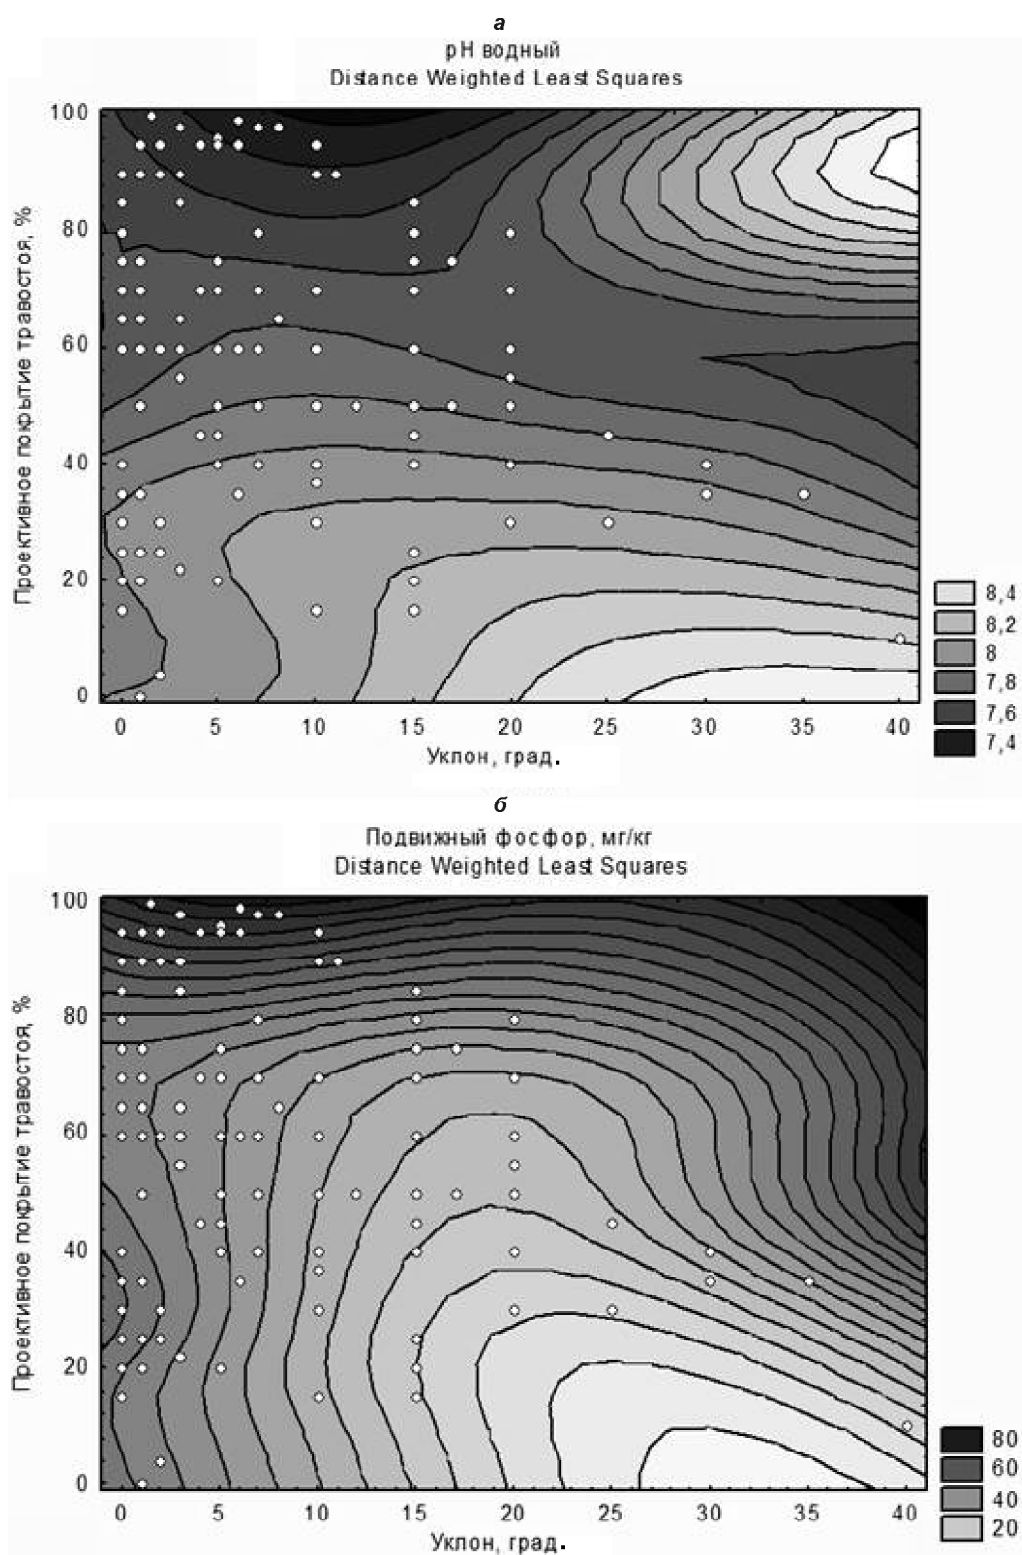 а
pH водный
Distance Weighted Least Squares
100
80
60
40
20
0
Проективное покрытие травостоя, %
0 5 10 15 20 25 30 35 40
Уклон, град.
8,4
8,2
8
7,8
7,6
7,4
б
Подвижный фосфор, мг/кг
Distance Weighted Least Squares
100
80
60
40
20
0
Проективное покрытие травостоя, %
0 5 10 15 20 25 30 35 40
Уклон, град.
80
60
40
20